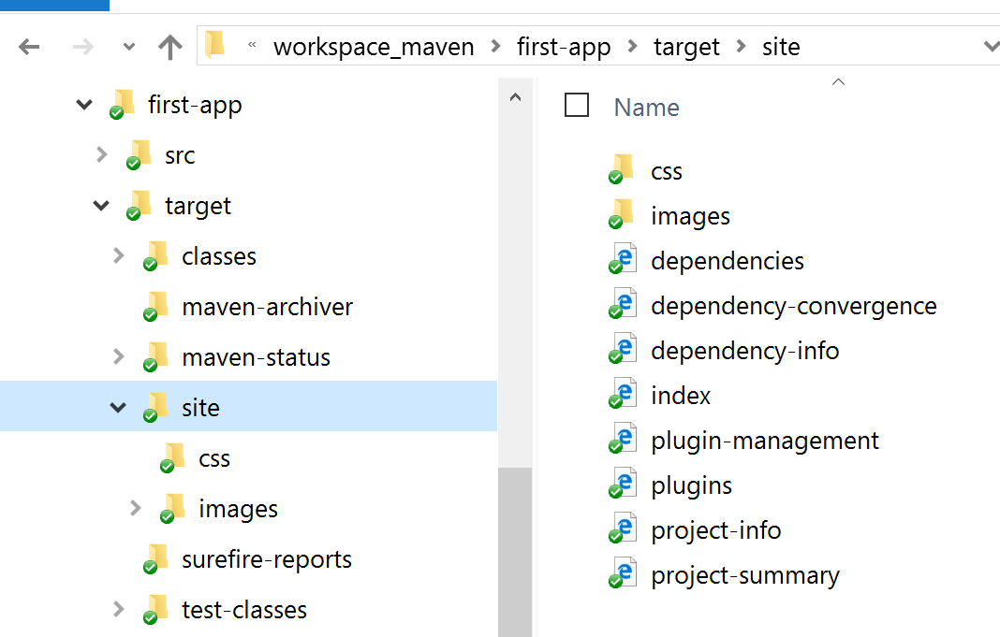 « workspace_maven > first-app > target > site
first-app
src
target
classes
maven-archiver
maven-status
site
css
images
surefire-reports
test-classes
Name
css
images
dependencies
dependency-convergence
dependency-info
index
plugin-management
plugins
project-info
project-summary